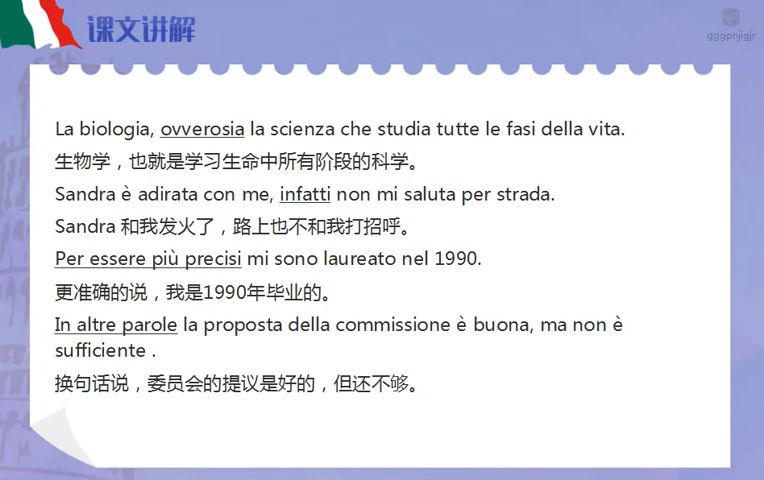 课文讲解
gggpnjigjr
La biologia, ovverosia la scienza che studia tutte le fasi della vita.
生物学，也就是学习生命中所有阶段的科学。
Sandra è adirata con me, infatti non mi saluta per strada.
Sandra 和我发火了，路上也不和我打招呼。
Per essere più precisi mi sono laureato nel 1990.
更准确的说，我是1990年毕业的。
In altre parole la proposta della commissione è buona, ma non è
sufficiente .
换句话说，委员会的提议是好的，但还不够。